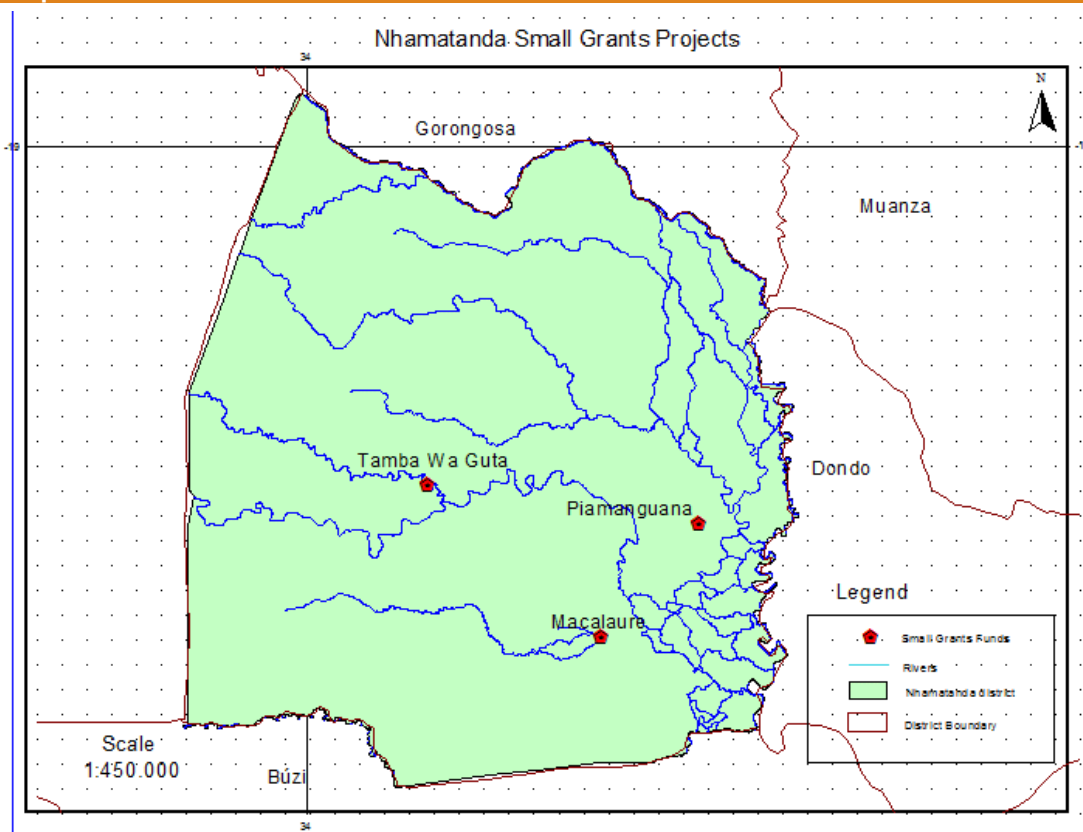 Nhamatanda Small Grants Projects
34
N
Gorongosa
-19
-1
Muanza
Tamba Wa Guta
Dondo
Piamanguana
Legend
Macalaure
Small Grants Funds
Rivers
Nhamatanda district
District Boundary
Scale
1:450.000
Búzi
34